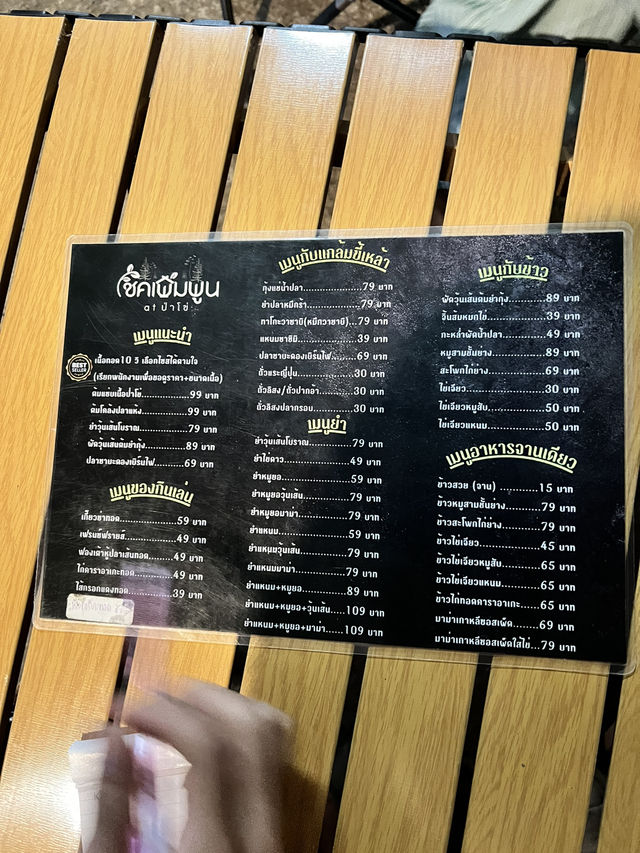 โชคเพิ่มพูน
at ป่าโข่
เมนูแนะนำ
BEST SELLER
เนื้อทอด 10 5 เลือกไซส์ได้ตามใจ
(เรียกพนักงานเพื่อขอดูราคา+ขนาดเนื้อ)
ต้มแซ่บเนื้อป่าโข่..........99 บาท
ต้มโคล้งปลาแห้ง..........99 บาท
ยำวุ้นเส้นโบราณ..........79 บาท
ผัดวุ้นเส้นต้มยำกุ้ง..........89 บาท
ปลาซาบะดองเบิร์นไฟ..........69 บาท
เมนูของกินเล่น
เกี๊ยวซ่าทอด..........59 บาท
เฟรนช์ฟรายส์..........49 บาท
ฟองเต้าหู้ปลาเส้นทอด..........49 บาท
ไก่คาราอาเกะทอด..........49 บาท
ไส้กรอกแดงทอด..........39 บาท
เมนูกับแกล้มขี้เหล้า
กุ้งแช่น้ำปลา..........79 บาท
ยำปลาหมึกร้า..........79 บาท
ทาโกะวาซาบิ(หมึกวาซาบิ)...79 บาท
แหนมซาชิมิ..........39 บาท
ปลาซาบะดองเบิร์นไฟ..........69 บาท
ถั่วแระญี่ปุ่น..........30 บาท
ถั่วลิสง/ถั่วปากอ้า..........30 บาท
ถั่วลิสงปลากรอบ..........30 บาท
เมนูยำ
ยำวุ้นเส้นโบราณ..........79 บาท
ยำไข่ดาว..........49 บาท
ยำหมูยอ..........59 บาท
ยำหมูยอวุ้นเส้น..........79 บาท
ยำหมูยอมาม่า..........79 บาท
ยำแหนม..........59 บาท
ยำแหนมวุ้นเส้น..........79 บาท
ยำแหนมมาม่า..........79 บาท
ยำแหนม+หมูยอ..........89 บาท
ยำแหนม+หมูยอ+วุ้นเส้น..........109 บาท
ยำแหนม+หมูยอ+มาม่า..........109 บาท
เมนูกับข้าว
ผัดวุ้นเส้นต้มยำกุ้ง..........89 บาท
จิ้นส้มหมกไข่..........39 บาท
กะหล่ำผัดน้ำปลา..........49 บาท
หมูสามชั้นย่าง..........89 บาท
สะโพกไก่ย่าง..........69 บาท
ไข่เจียว..........30 บาท
ไข่เจียวหมูสับ..........50 บาท
ไข่เจียวแหนม..........50 บาท
เมนูอาหารจานเดียว
ข้าวสวย (จาน) ..........15 บาท
ข้าวหมูสามชั้นย่าง..........79 บาท
ข้าวสะโพกไก่ย่าง..........79 บาท
ข้าวไข่เจียว..........45 บาท
ข้าวไข่เจียวหมูสับ..........65 บาท
ข้าวไข่เจียวแหนม..........65 บาท
ข้าวไก่ทอดคาราอาเกะ..........65 บาท
มาม่าเกาหลีซอสเผ็ด..........69 บาท
มาม่าเกาหลีซอสเผ็ดใส่ไข่...79 บาท